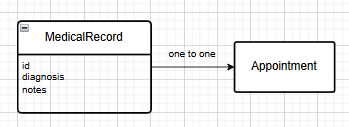 MedicalRecord
id
diagnosis
notes
one to one
Appointment